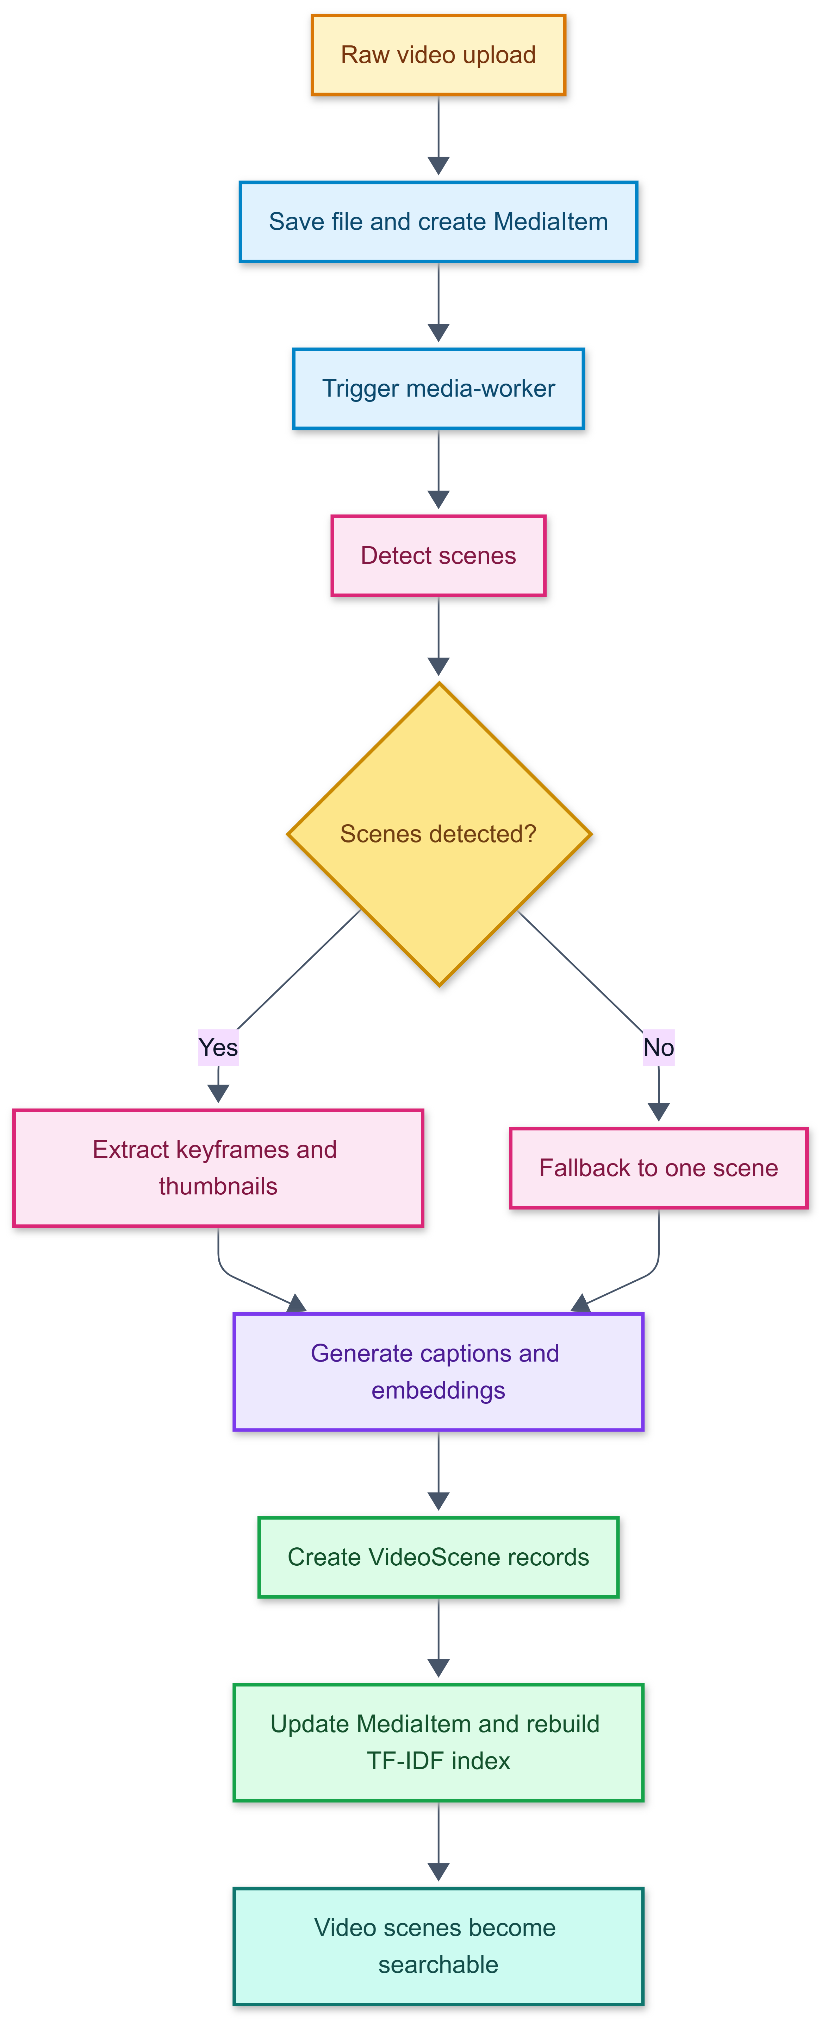 Raw video upload
Save file and create MediaItem
Trigger media-worker
Detect scenes
Scenes detected?
Yes
No
Extract keyframes and
thumbnails
Fallback to one scene
Generate captions and
embeddings
Create VideoScene records
Update MediaItem and rebuild
TF-IDF index
Video scenes become
searchable